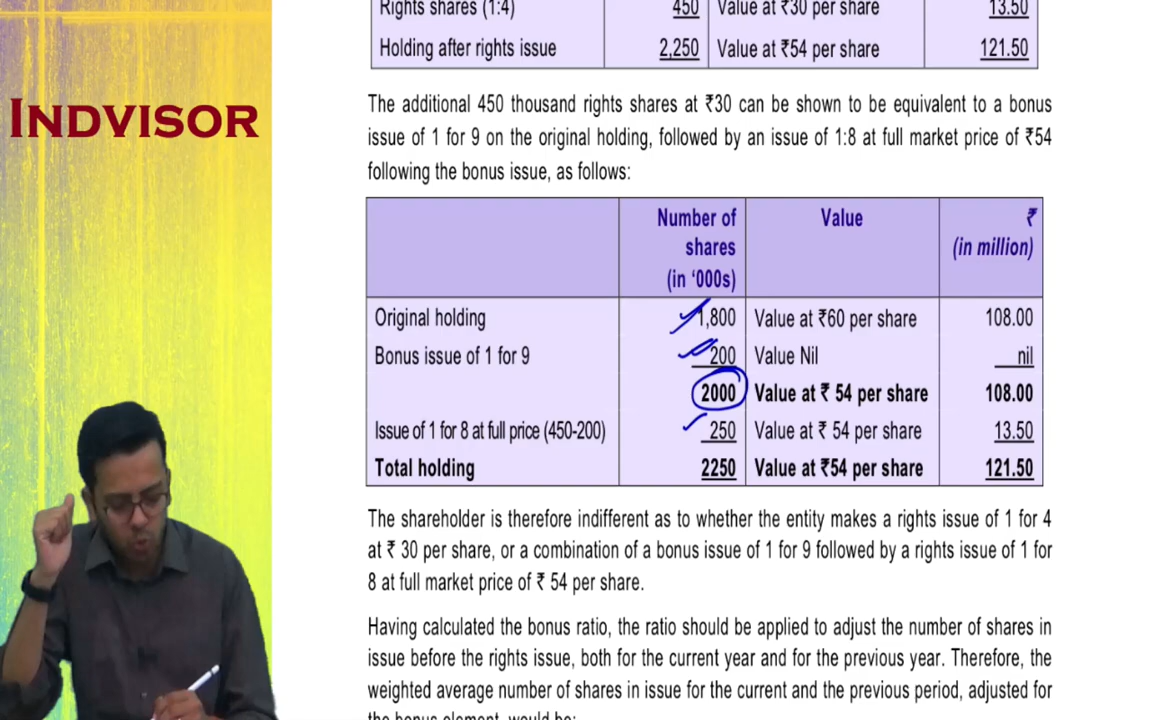 INDVISOR
Rights shares (1:4) 450 Value at ₹30 per share 13.50
Holding after rights issue 2,250 Value at ₹54 per share 121.50
The additional 450 thousand rights shares at ₹30 can be shown to be equivalent to a bonus
issue of 1 for 9 on the original holding, followed by an issue of 1:8 at full market price of ₹54
following the bonus issue, as follows:
Number of shares (in ‘000s) Value ₹ (in million)
Original holding 1,800 Value at ₹60 per share 108.00
Bonus issue of 1 for 9 200 Value Nil nil
2000 Value at ₹ 54 per share 108.00
Issue of 1 for 8 at full price (450-200) 250 Value at ₹ 54 per share 13.50
Total holding 2250 Value at ₹54 per share 121.50
The shareholder is therefore indifferent as to whether the entity makes a rights issue of 1 for 4
at ₹ 30 per share, or a combination of a bonus issue of 1 for 9 followed by a rights issue of 1 for
8 at full market price of ₹ 54 per share.
Having calculated the bonus ratio, the ratio should be applied to adjust the number of shares in
issue before the rights issue, both for the current year and for the previous year. Therefore, the
weighted average number of shares in issue for the current and the previous period, adjusted for
the bonus element, would be: